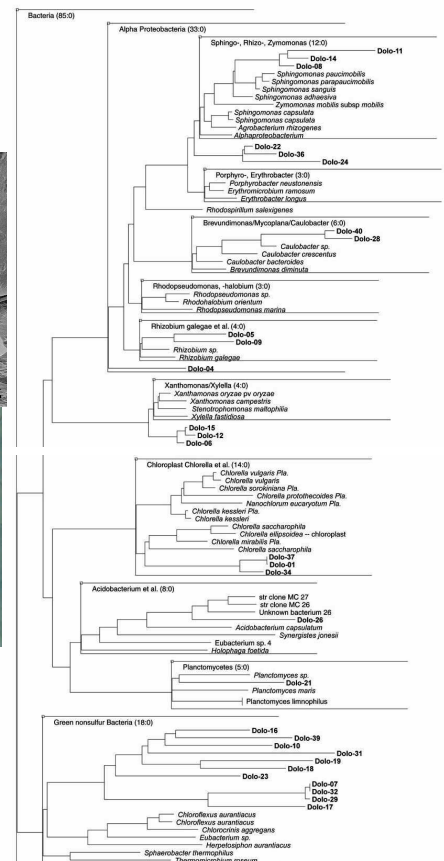 Bacteria (85:0)
Alpha Proteobacteria (33:0)
Sphingo-, Rhizo-, Zymomonas (12:0)
Dolo-11
Dolo-14
Dolo-08
Sphingomonas paucimobilis
Sphingomonas parapaucimobilis
Sphingomonas sanguis
Sphingomonas adhaesiva
Zymomonas mobilis subsp mobilis
Sphingomonas capsulata
Sphingomonas capsulata
Agrobacterium rhizogenes
Alphaproteobacterium
Dolo-22
Dolo-36
Dolo-24
Porphyro-, Erythrobacter (3:0)
Porphyrobacter neustonensis
Erythromicrobium ramosum
Erythrobacter longus
Rhodospirillum salexigenes
Brevundimonas/Mycoplana/Caulobacter (6:0)
Dolo-40
Dolo-28
Caulobacter sp.
Caulobacter crescentus
Caulobacter bacteroides
Brevundimonas diminuta
Rhodopseudomonas, -halobium (3:0)
Rhodopseudomonas sp.
Rhodohalobium orientum
Rhodopseudomonas marina
Rhizobium galegae et al. (4:0)
Dolo-05
Dolo-09
Rhizobium sp.
Rhizobium galegae
Dolo-04
Xanthomonas/Xylella (4:0)
Xanthamonas oryzae pv oryzae
Xanthomonas campestris
Stenotrophomonas maltophilia
Xylella fastidiosa
Dolo-15
Dolo-12
Dolo-06
Chloroplast Chlorella et al. (14:0)
Chlorella vulgaris Pla.
Chlorella vulgaris
Chlorella sorokiniana Pla.
Chlorella protothecoides Pla.
Nanochlorum eucaryotum Pla.
Chlorella kessleri Pla.
Chlorella kessleri
Chlorella saccharophila
Chlorella ellipsoidea -- chloroplast
Chlorella mirabilis Pla.
Chlorella saccharophila
Dolo-37
Dolo-01
Dolo-34
Acidobacterium et al. (8:0)
str clone MC 27
str clone MC 26
Unknown bacterium 26
Dolo-26
Acidobacterium capsulatum
Synergistes jonesii
Eubacterium sp. 4
Holophaga foetida
Planctomycetes (5:0)
Planctomyces sp.
Dolo-21
Planctomyces maris
Planctomyces limnophilus
Green nonsulfur Bacteria (18:0)
Dolo-16
Dolo-39
Dolo-10
Dolo-31
Dolo-19
Dolo-18
Dolo-23
Dolo-07
Dolo-32
Dolo-29
Dolo-17
Chloroflexus aurantiacus
Chloroflexus aurantiacus
Chlorocrinis aggregans
Eubacterium sp.
Herpetosiphon aurantiacus
Sphaerobacter thermophilus
Thermomicrobium roseum